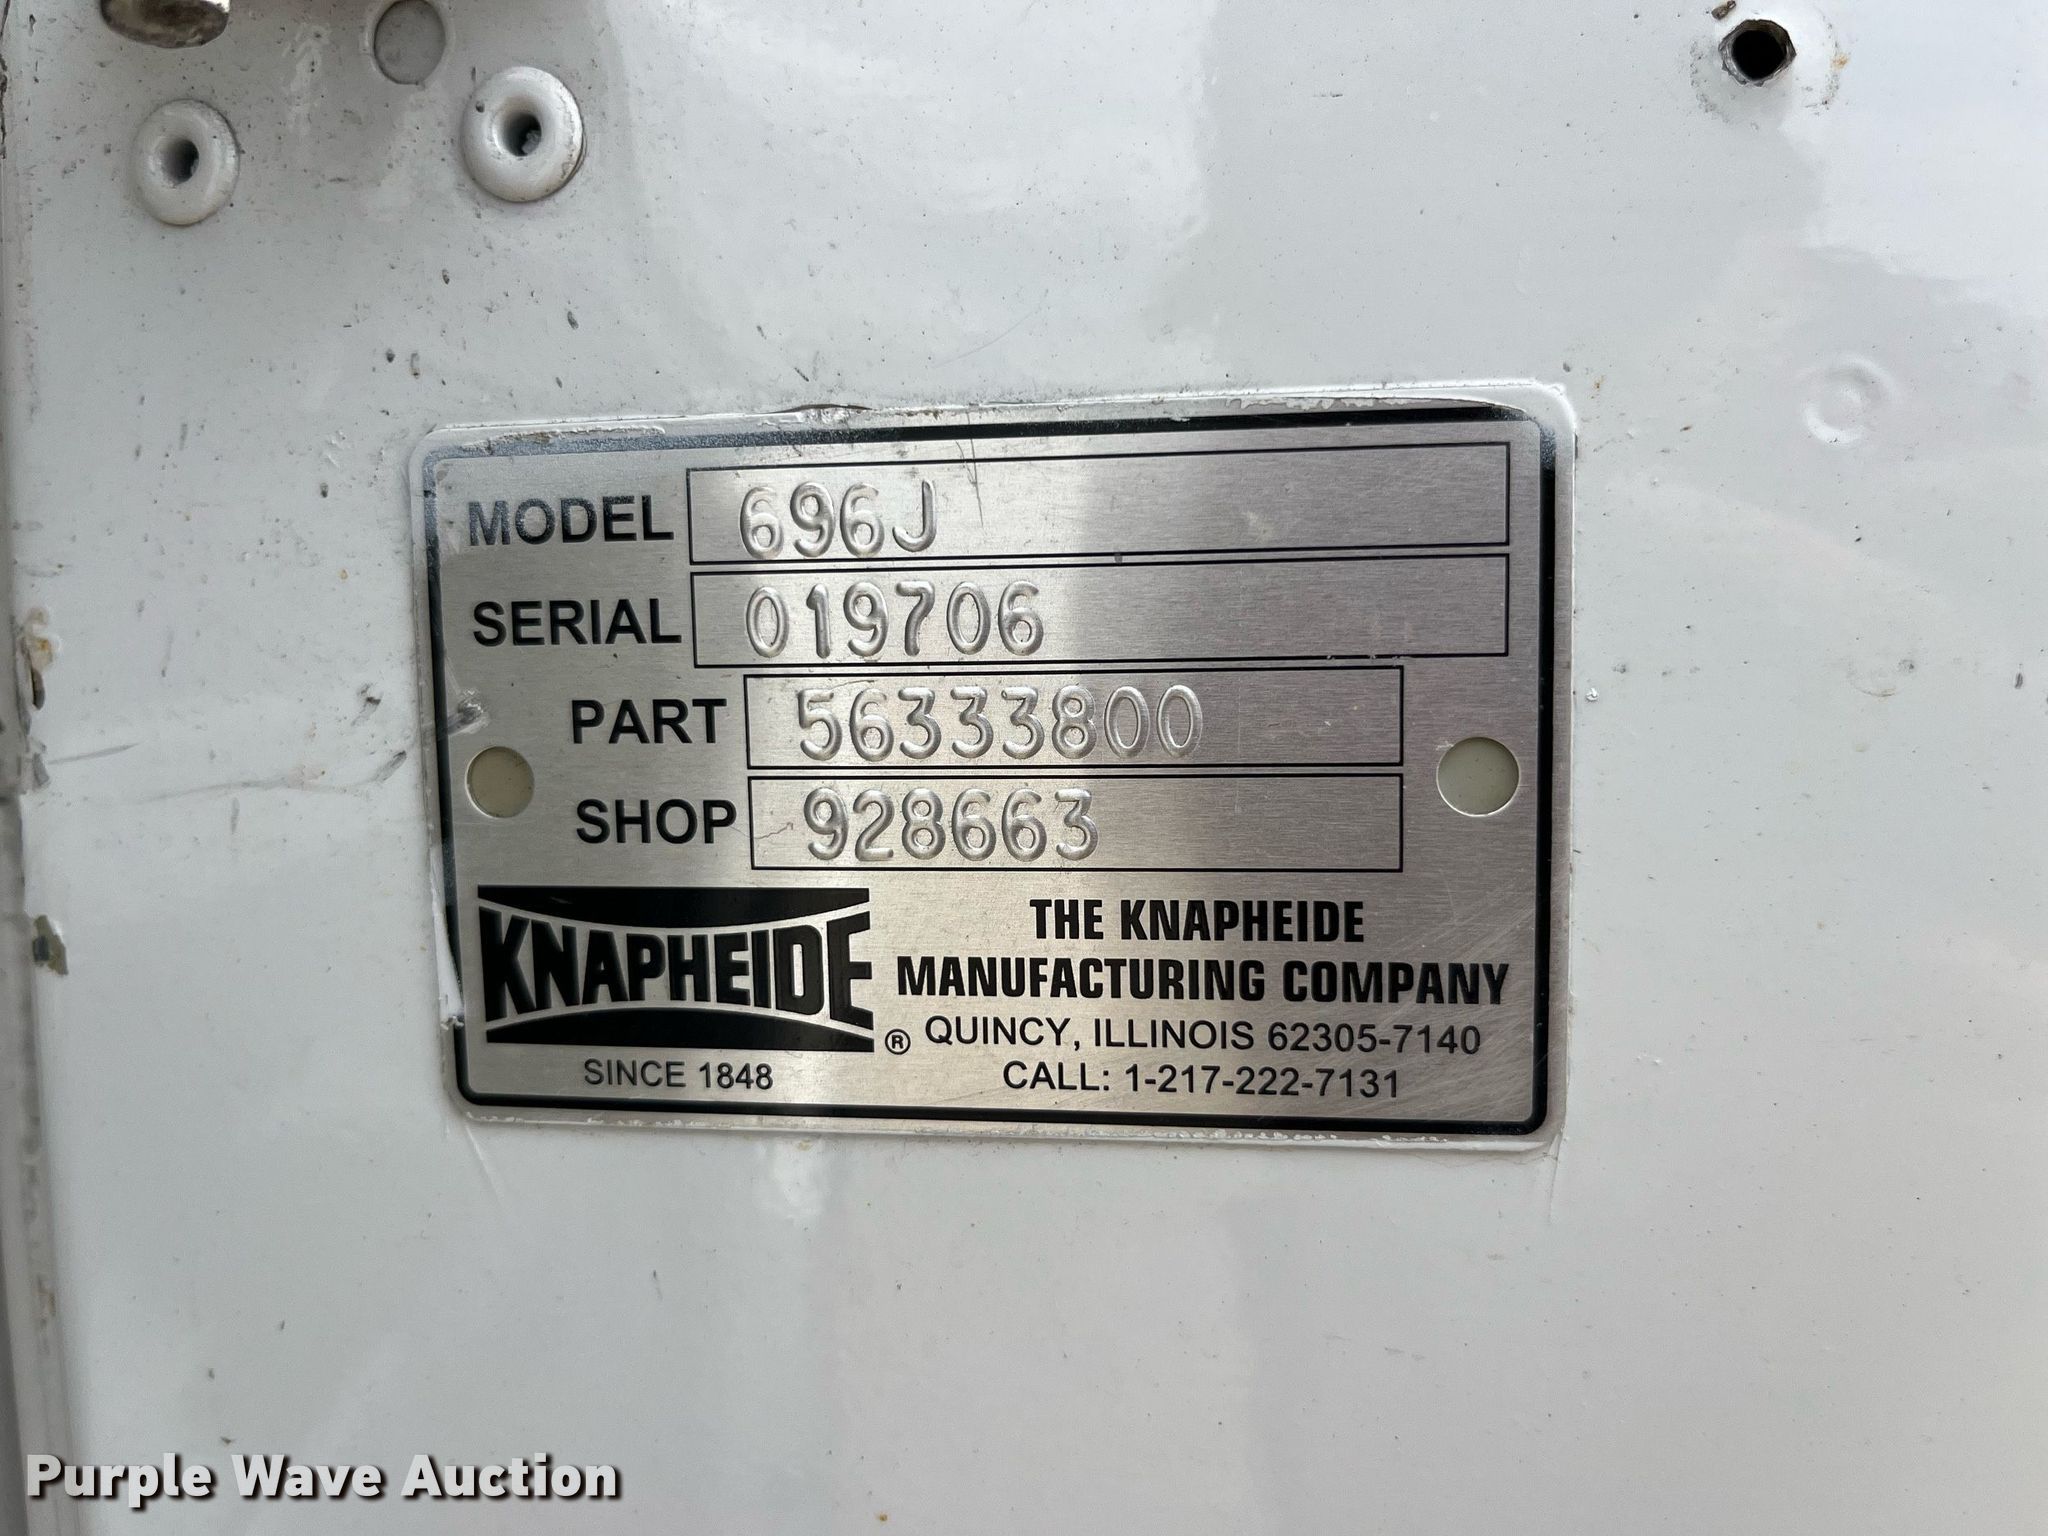 MODEL 696J
SERIAL 019706
PART 56333800
SHOP 928663
KNAPHEIDE ®
SINCE 1848
THE KNAPHEIDE
MANUFACTURING COMPANY
QUINCY, ILLINOIS 62305-7140
CALL: 1-217-222-7131
Purple Wave Auction